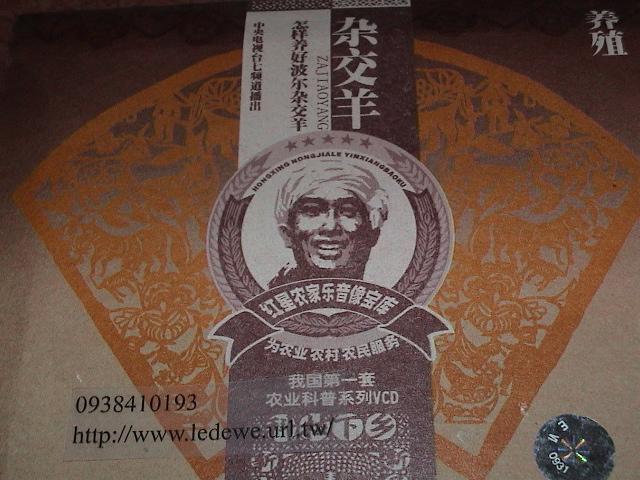 养殖
杂交羊
ZAJIAOYANG
怎样养好波尔杂交羊
中央电视台七频道播出
HONGXING NONGJIALE YINXIANGBAOKU
红星农家乐音像宝库
为农业 农村 农民服务
我国第一套
农业科普系列VCD
下乡
0938410193
http://www.ledewe.url.tw/
0931